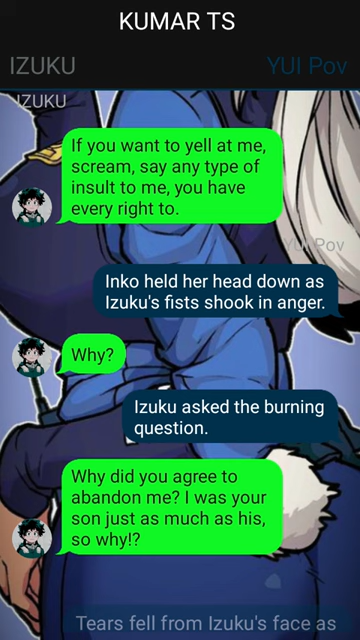 KUMAR TS
IZUKU
YUI Pov
IZUKU
If you want to yell at me,
scream, say any type of
insult to me, you have
every right to.
YUI Pov
Inko held her head down as
Izuku's fists shook in anger.
Why?
Izuku asked the burning
question.
Why did you agree to
abandon me? I was your
son just as much as his,
so why!?
Tears fell from Izuku's face as